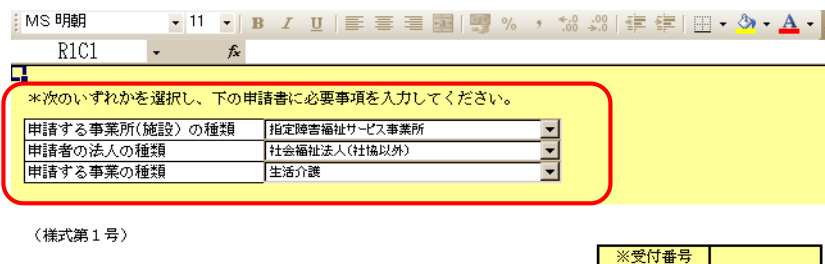 MS 明朝 11 B I U % , .0 .00
R1C1 fx
*次のいずれかを選択し、下の申請書に必要事項を入力してください。
申請する事業所(施設)の種類 指定障害福祉サービス事業所
申請者の法人の種類 社会福祉法人(社協以外)
申請する事業の種類 生活介護
(様式第1号)
※受付番号